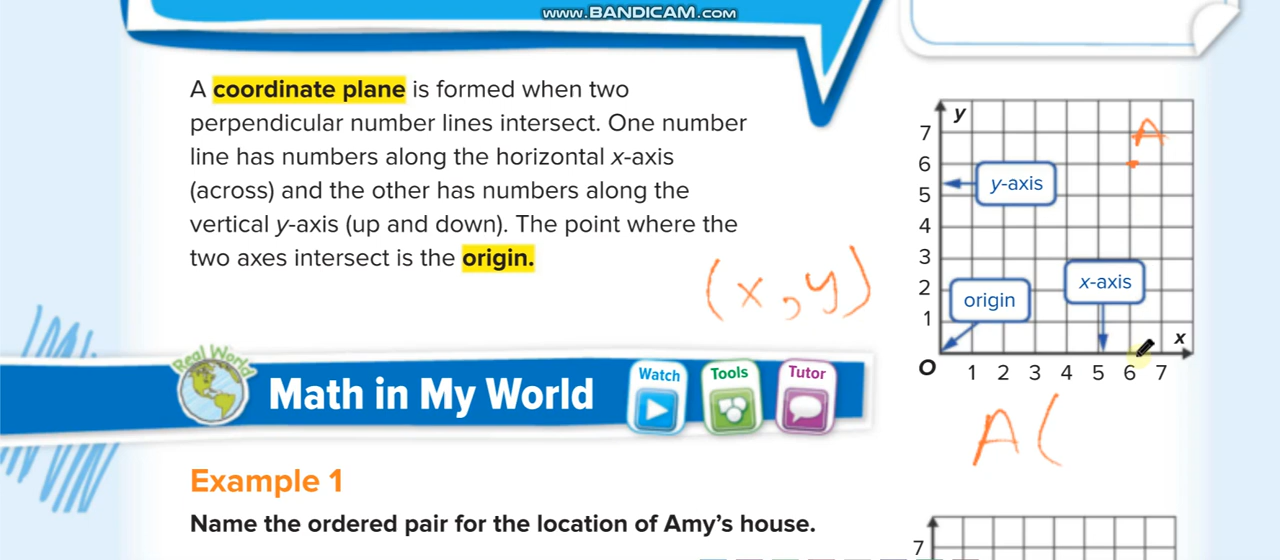 www.BANDICAM.com
A coordinate plane is formed when two
perpendicular number lines intersect. One number
line has numbers along the horizontal x-axis
(across) and the other has numbers along the
vertical y-axis (up and down). The point where the
two axes intersect is the origin.
(x,y)
y
7
A
6
y-axis
5
4
3
x-axis
2
origin
1
x
O 1 2 3 4 5 6 7
A(
Real World
Math in My World
Watch
Tools
Tutor
Example 1
Name the ordered pair for the location of Amy's house.
7